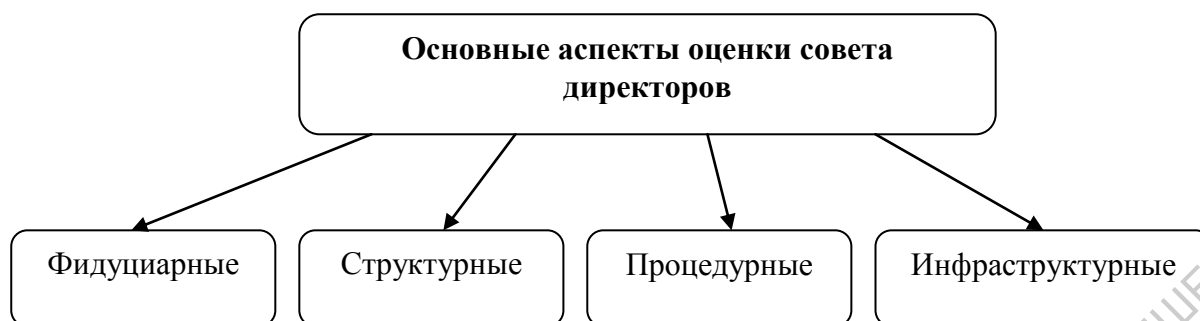 Основные аспекты оценки совета
директоров
Фидуциарные
Структурные
Процедурные
Инфраструктурные